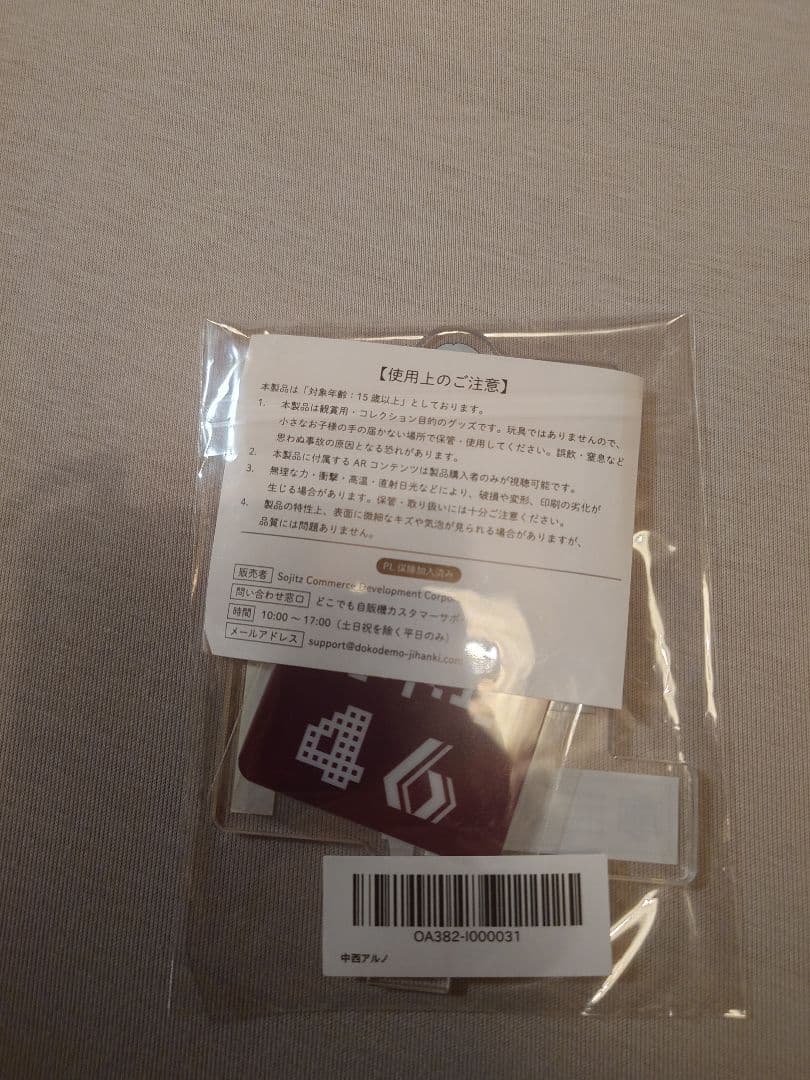 【使用上のご注意】
本製品は「対象年齢：15歳以上」としております。
1. 本製品は観賞用・コレクション目的のグッズです。玩具ではありませんので、
小さなお子様の手の届かない場所で保管・使用してください。誤飲・窒息など
思わぬ事故の原因となる恐れがあります。
2. 本製品に付属する AR コンテンツは製品購入者のみが視聴可能です。
3. 無理な力・衝撃・高温・直射日光などにより、破損や変形、印刷の劣化が
生じる場合があります。保管・取り扱いには十分ご注意ください。
4. 製品の特性上、表面に微細なキズや気泡が見られる場合がありますが、
品質には問題ありません。
PL 保険加入済み
販売者 Sojitz Commerce Development
問い合わせ窓口 どこでも自販機カスタマーサポ
時間 10:00 〜 17:00（土日祝を除く平日のみ）
メールアドレス support@dokodemo-jihanki.com
46
OA382-I000031
中西アルノ